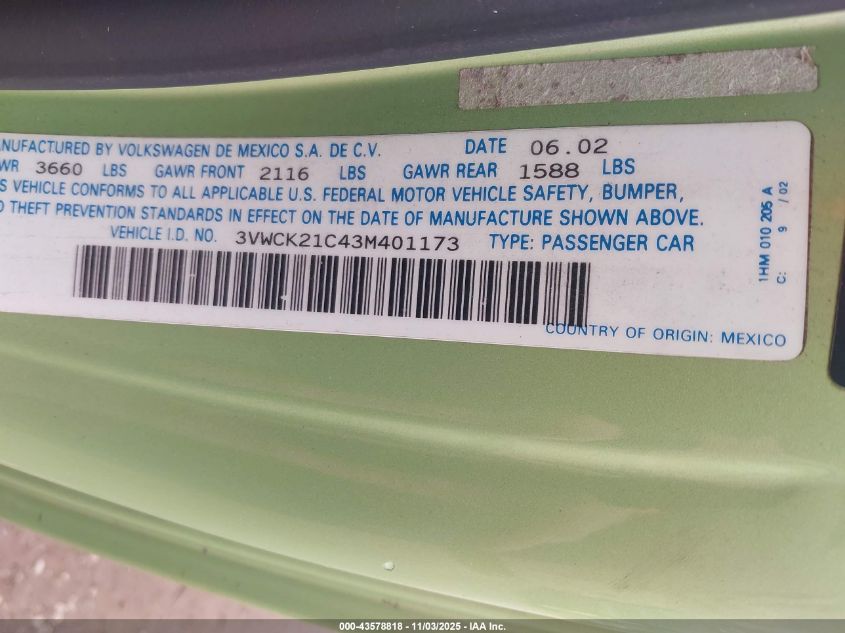 NUFACTURED BY VOLKSWAGEN DE MEXICO S.A. DE C.V. DATE 06.02
WR 3660 LBS GAWR FRONT 2116 LBS GAWR REAR 1588 LBS
S VEHICLE CONFORMS TO ALL APPLICABLE U.S. FEDERAL MOTOR VEHICLE SAFETY, BUMPER,
D THEFT PREVENTION STANDARDS IN EFFECT ON THE DATE OF MANUFACTURE SHOWN ABOVE.
VEHICLE I.D. NO. 3VWCK21C43M401173 TYPE: PASSENGER CAR
COUNTRY OF ORIGIN: MEXICO
1HM 010 205 A
C: 9 / 02
000-43578818 - 11/03/2025 - IAA Inc.